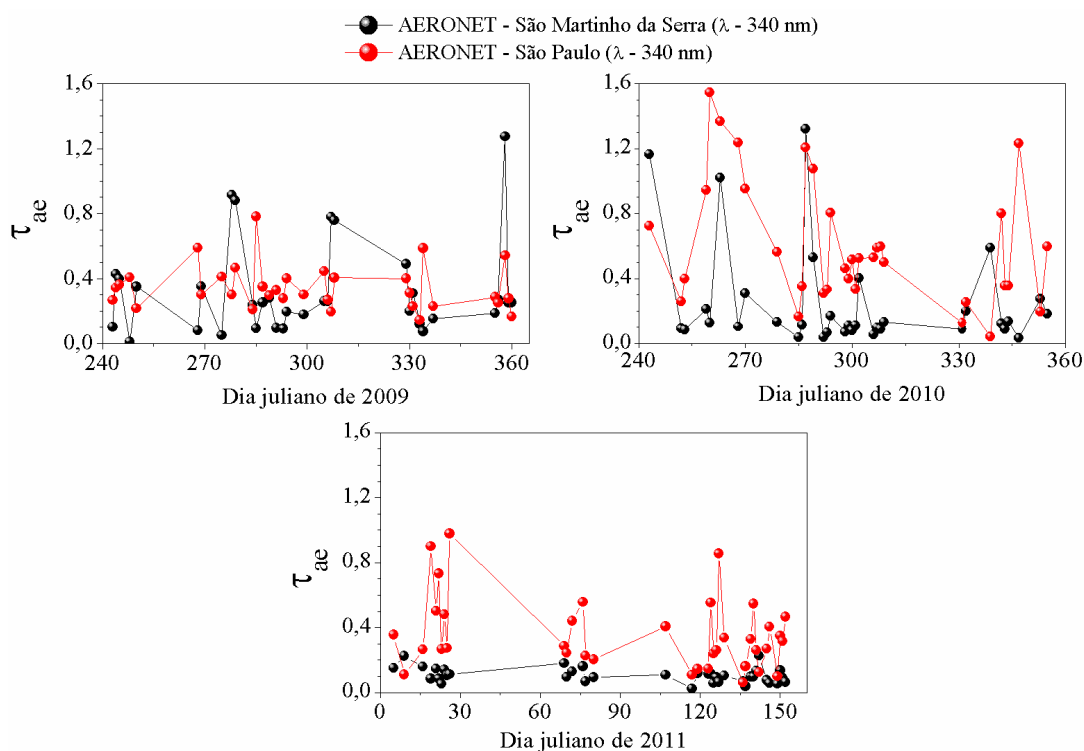 AERONET - São Martinho da Serra (λ - 340 nm)
AERONET - São Paulo (λ - 340 nm)
1,6
1,2
0,8
0,4
0,0
τae
240 270 300 330 360
Dia juliano de 2009
1,6
1,2
0,8
0,4
0,0
τae
240 270 300 330 360
Dia juliano de 2010
1,6
1,2
0,8
0,4
0,0
τae
0 30 60 90 120 150
Dia juliano de 2011